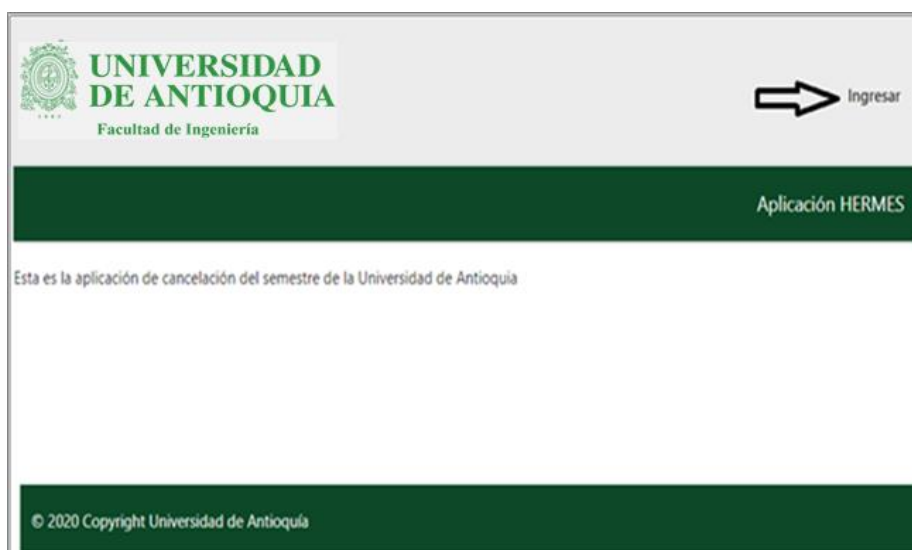 UNIVERSIDAD
DE ANTIOQUIA
Facultad de Ingeniería
Ingresar
Aplicación HERMES
Esta es la aplicación de cancelación del semestre de la Universidad de Antioquia
© 2020 Copyright Universidad de Antioquía